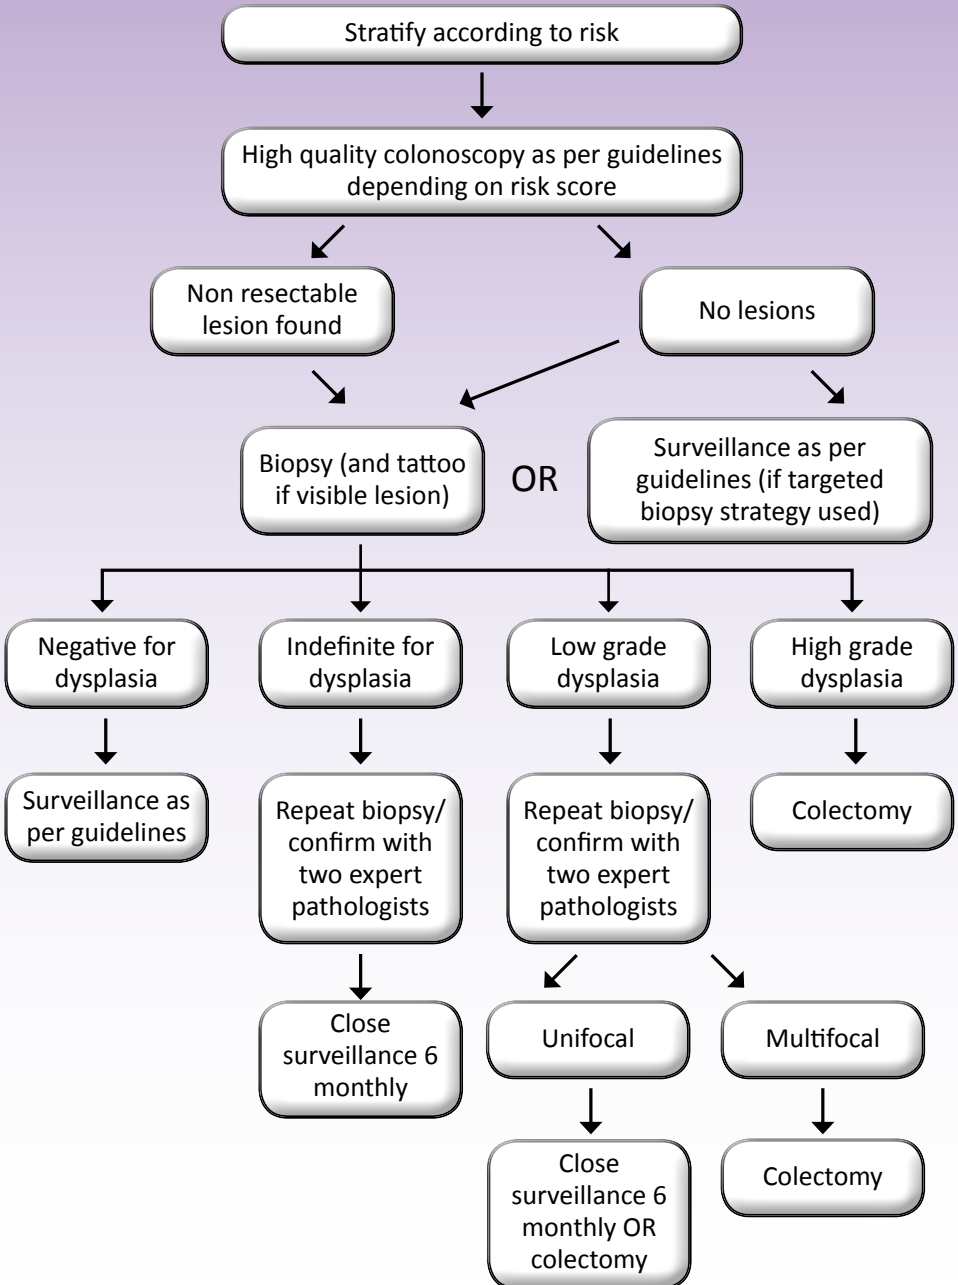 Stratify according to risk
High quality colonoscopy as per guidelines
depending on risk score
Non resectable
lesion found
No lesions
Biopsy (and tattoo
if visible lesion)
OR
Surveillance as per
guidelines (if targeted
biopsy strategy used)
Negative for
dysplasia
Indefinite for
dysplasia
Low grade
dysplasia
High grade
dysplasia
Surveillance as
per guidelines
Repeat biopsy/
confirm with
two expert
pathologists
Repeat biopsy/
confirm with
two expert
pathologists
Colectomy
Close
surveillance 6
monthly
Unifocal
Multifocal
Close
surveillance 6
monthly OR
colectomy
Colectomy